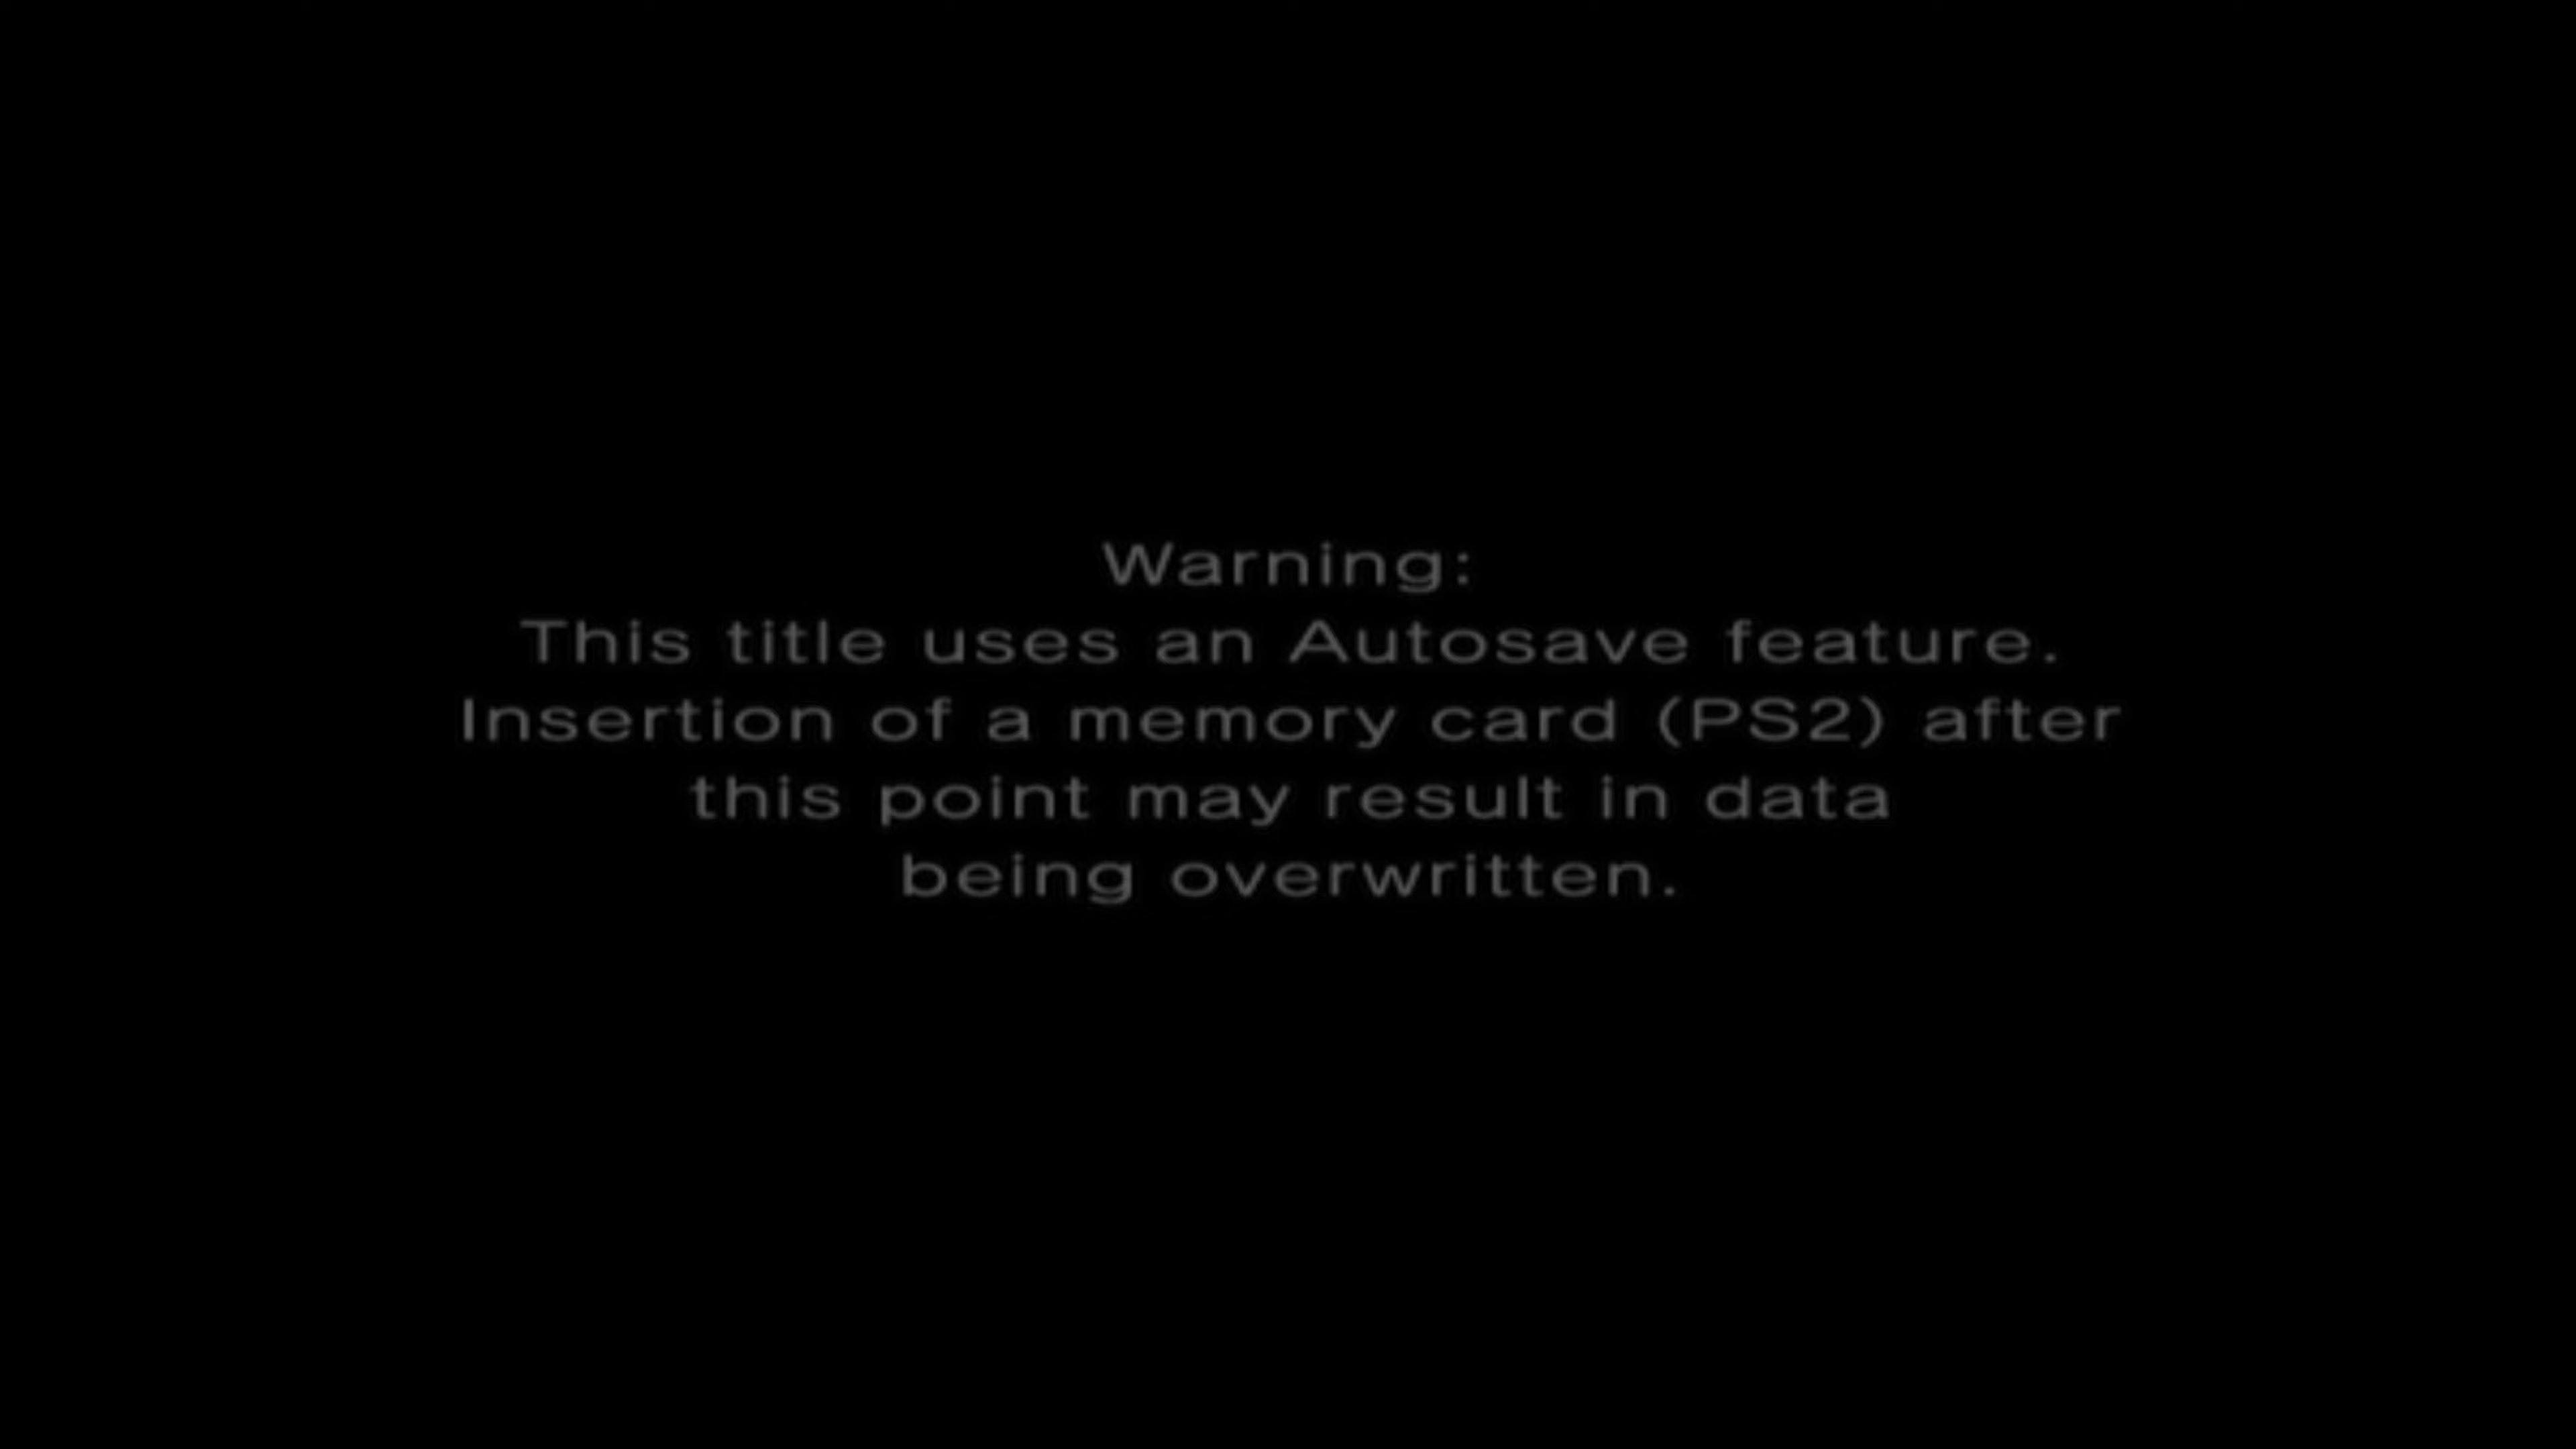 Warning:
This title uses an Autosave feature.
Insertion of a memory card (PS2) after
this point may result in data
being overwritten.